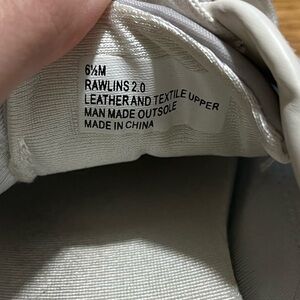 6½M
RAWLINS 2.0
LEATHER AND TEXTILE UPPER
MAN MADE OUTSOLE
MADE IN CHINA